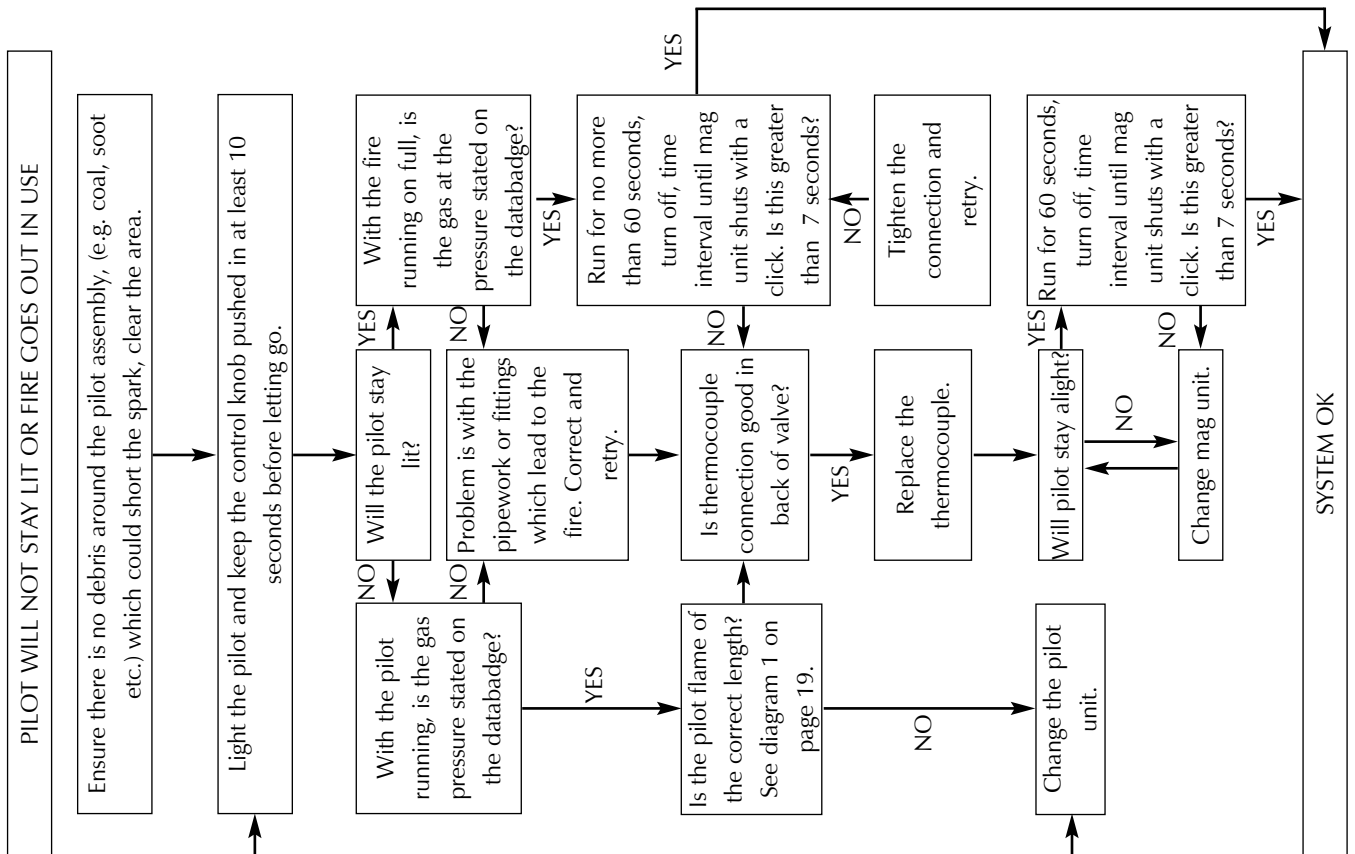 PILOT WILL NOT STAY LIT OR FIRE GOES OUT IN USE
Ensure there is no debris around the pilot assembly, (e.g. coal, soot
etc.) which could short the spark, clear the area.
Light the pilot and keep the control knob pushed in at least 10
seconds before letting go.
NO
Will the pilot stay
lit?
YES
With the pilot
running, is the gas
pressure stated on
the databadge?
NO
Problem is with the
pipework or fittings
which lead to the
fire. Correct and
retry.
NO
With the fire
running on full, is
the gas at the
pressure stated on
the databadge?
YES
YES
Is the pilot flame of
the correct length?
See diagram 1 on
page 19.
Is thermocouple
connection good in
back of valve?
NO
Run for no more
than 60 seconds,
turn off, time
interval until mag
unit shuts with a
click. Is this greater
than 7 seconds?
YES
NO
YES
NO
Replace the
thermocouple.
Tighten the
connection and
retry.
Change the pilot
unit.
Will pilot stay alight?
YES
Run for 60 seconds,
turn off, time
interval until mag
unit shuts with a
click. Is this greater
than 7 seconds?
NO
NO
Change mag unit.
YES
SYSTEM OK